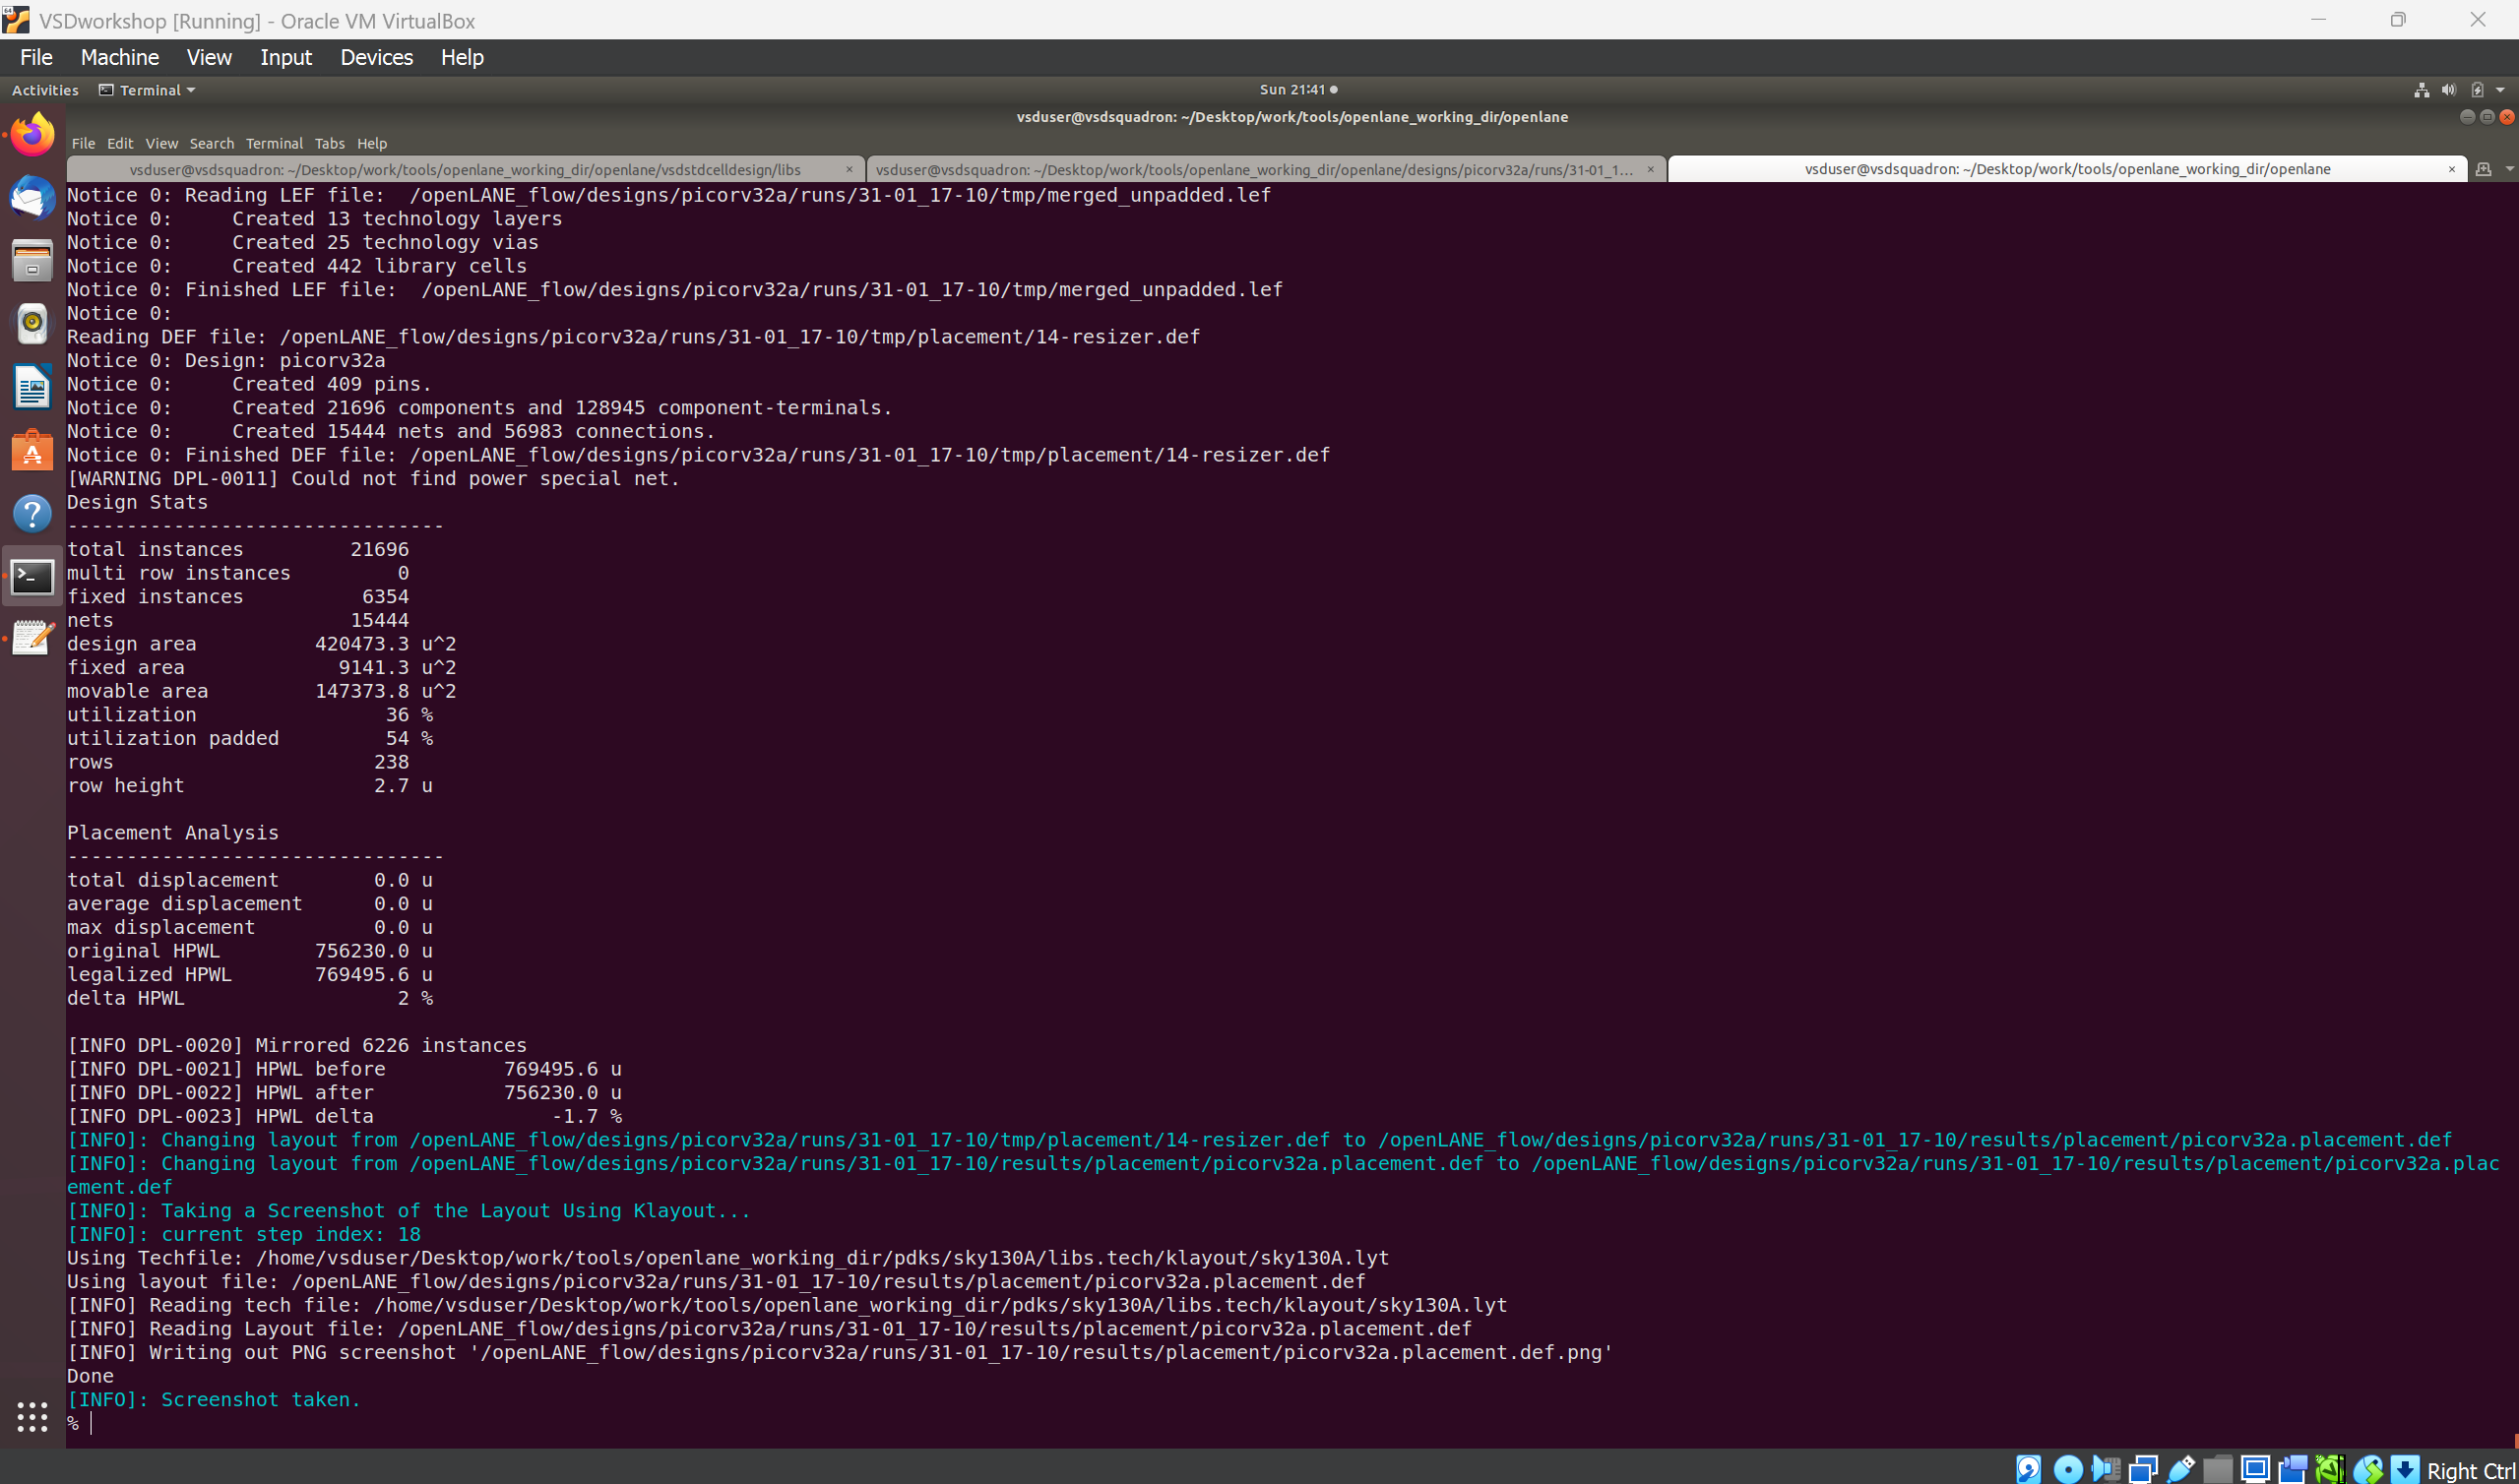 VSDworkshop [Running] - Oracle VM VirtualBox
File Machine View Input Devices Help
Activities Terminal Sun 21:41
vsduser@vsdsquadron: ~/Desktop/work/tools/openlane_working_dir/openlane
File Edit View Search Terminal Tabs Help
vsduser@vsdsquadron: ~/Desktop/work/tools/openlane_working_dir/openlane/vsdstdcelldesign/libs × vsduser@vsdsquadron: ~/Desktop/work/tools/openlane_working_dir/openlane/designs/picorv32a/runs/31-01_1... × vsduser@vsdsquadron: ~/Desktop/work/tools/openlane_working_dir/openlane ×
Notice 0: Reading LEF file:  /openLANE_flow/designs/picorv32a/runs/31-01_17-10/tmp/merged_unpadded.lef
Notice 0:     Created 13 technology layers
Notice 0:     Created 25 technology vias
Notice 0:     Created 442 library cells
Notice 0: Finished LEF file:  /openLANE_flow/designs/picorv32a/runs/31-01_17-10/tmp/merged_unpadded.lef
Notice 0:
Reading DEF file: /openLANE_flow/designs/picorv32a/runs/31-01_17-10/tmp/placement/14-resizer.def
Notice 0: Design: picorv32a
Notice 0:     Created 409 pins.
Notice 0:     Created 21696 components and 128945 component-terminals.
Notice 0:     Created 15444 nets and 56983 connections.
Notice 0: Finished DEF file: /openLANE_flow/designs/picorv32a/runs/31-01_17-10/tmp/placement/14-resizer.def
[WARNING DPL-0011] Could not find power special net.
Design Stats
--------------------------------
total instances         21696
multi row instances         0
fixed instances          6354
nets                    15444
design area          420473.3 u^2
fixed area             9141.3 u^2
movable area         147373.8 u^2
utilization                36 %
utilization padded         54 %
rows                      238
row height                2.7 u
Placement Analysis
--------------------------------
total displacement        0.0 u
average displacement      0.0 u
max displacement          0.0 u
original HPWL        756230.0 u
legalized HPWL       769495.6 u
delta HPWL                  2 %
[INFO DPL-0020] Mirrored 6226 instances
[INFO DPL-0021] HPWL before          769495.6 u
[INFO DPL-0022] HPWL after           756230.0 u
[INFO DPL-0023] HPWL delta               -1.7 %
[INFO]: Changing layout from /openLANE_flow/designs/picorv32a/runs/31-01_17-10/tmp/placement/14-resizer.def to /openLANE_flow/designs/picorv32a/runs/31-01_17-10/results/placement/picorv32a.placement.def
[INFO]: Changing layout from /openLANE_flow/designs/picorv32a/runs/31-01_17-10/results/placement/picorv32a.placement.def to /openLANE_flow/designs/picorv32a/runs/31-01_17-10/results/placement/picorv32a.plac
ement.def
[INFO]: Taking a Screenshot of the Layout Using Klayout...
[INFO]: current step index: 18
Using Techfile: /home/vsduser/Desktop/work/tools/openlane_working_dir/pdks/sky130A/libs.tech/klayout/sky130A.lyt
Using layout file: /openLANE_flow/designs/picorv32a/runs/31-01_17-10/results/placement/picorv32a.placement.def
[INFO] Reading tech file: /home/vsduser/Desktop/work/tools/openlane_working_dir/pdks/sky130A/libs.tech/klayout/sky130A.lyt
[INFO] Reading Layout file: /openLANE_flow/designs/picorv32a/runs/31-01_17-10/results/placement/picorv32a.placement.def
[INFO] Writing out PNG screenshot '/openLANE_flow/designs/picorv32a/runs/31-01_17-10/results/placement/picorv32a.placement.def.png'
Done
[INFO]: Screenshot taken.
%
Right Ctrl